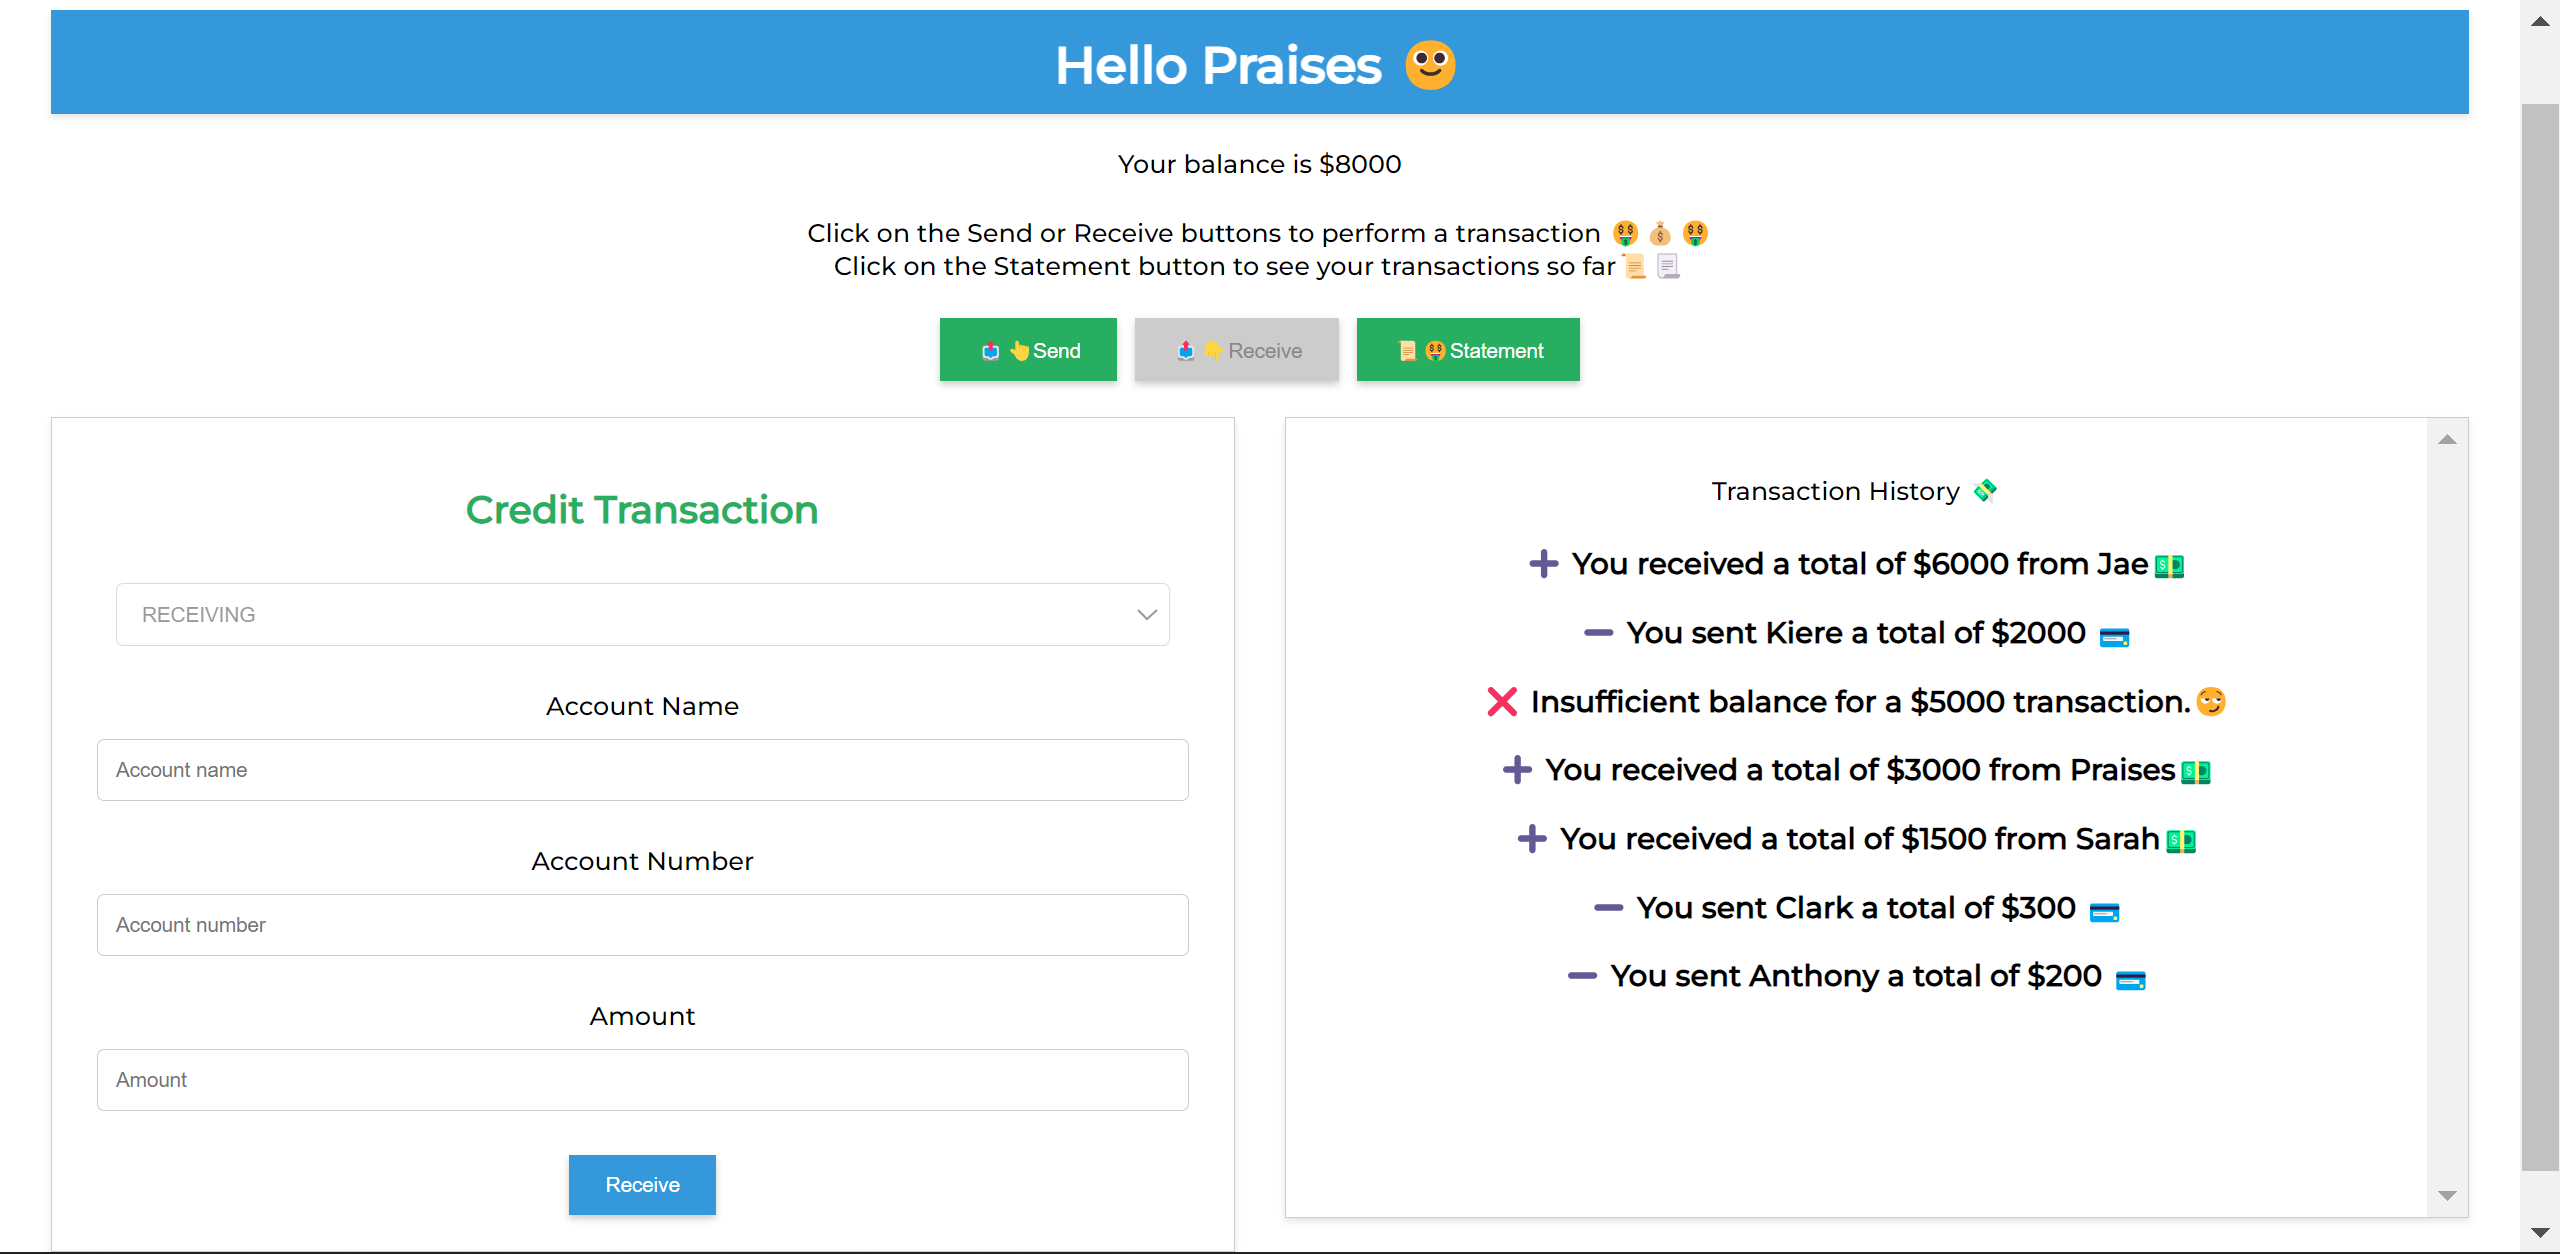 Hello Praises
Your balance is $8000
Click on the Send or Receive buttons to perform a transaction
Click on the Statement button to see your transactions so far
Send
Receive
Statement
Credit Transaction
RECEIVING
Account Name
Account name
Account Number
Account number
Amount
Amount
Receive
Transaction History
You received a total of $6000 from Jae
You sent Kiere a total of $2000
Insufficient balance for a $5000 transaction.
You received a total of $3000 from Praises
You received a total of $1500 from Sarah
You sent Clark a total of $300
You sent Anthony a total of $200